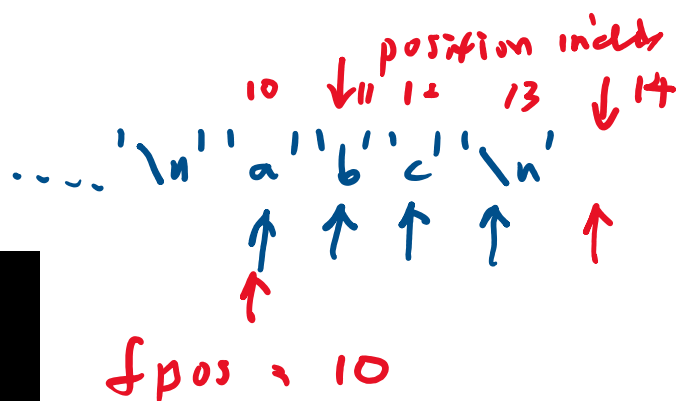 position index
10 11 12 13 14
.... '\n' 'a' 'b' 'c' '\n'
fpos = 10